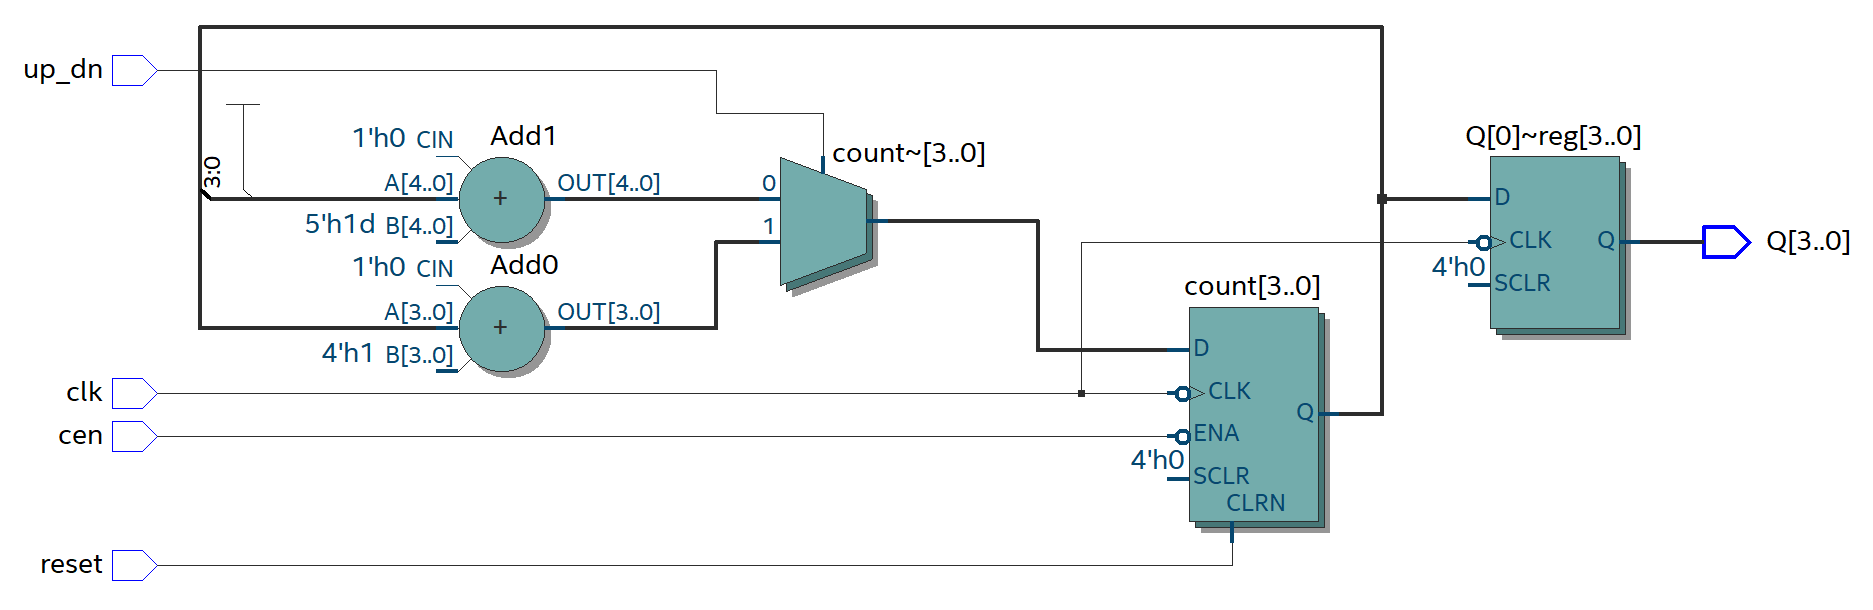 up_dn
3:0
1'h0 CIN
Add1
A[4..0]
OUT[4..0]
5'h1d B[4..0]
+
1'h0 CIN
Add0
A[3..0]
OUT[3..0]
4'h1 B[3..0]
+
count~[3..0]
0
1
clk
cen
reset
count[3..0]
D
CLK
ENA
4'h0 SCLR
CLRN
Q
Q[0]~reg[3..0]
D
CLK
4'h0 SCLR
Q
Q[3..0]